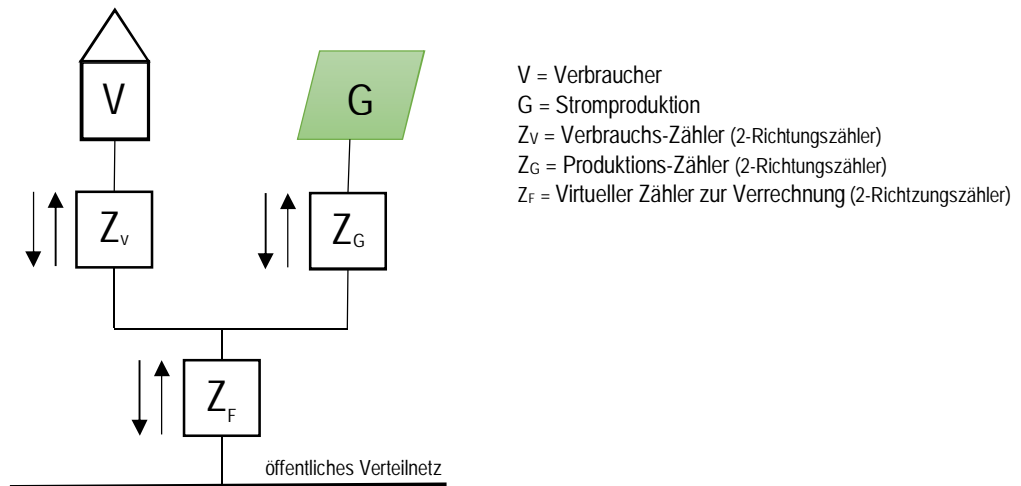 V
G
V = Verbraucher
G = Stromproduktion
ZV = Verbrauchs-Zähler (2-Richtungszähler)
ZG = Produktions-Zähler (2-Richtungszähler)
ZF = Virtueller Zähler zur Verrechnung (2-Richtzungszähler)
Zv
ZG
ZF
öffentliches Verteilnetz